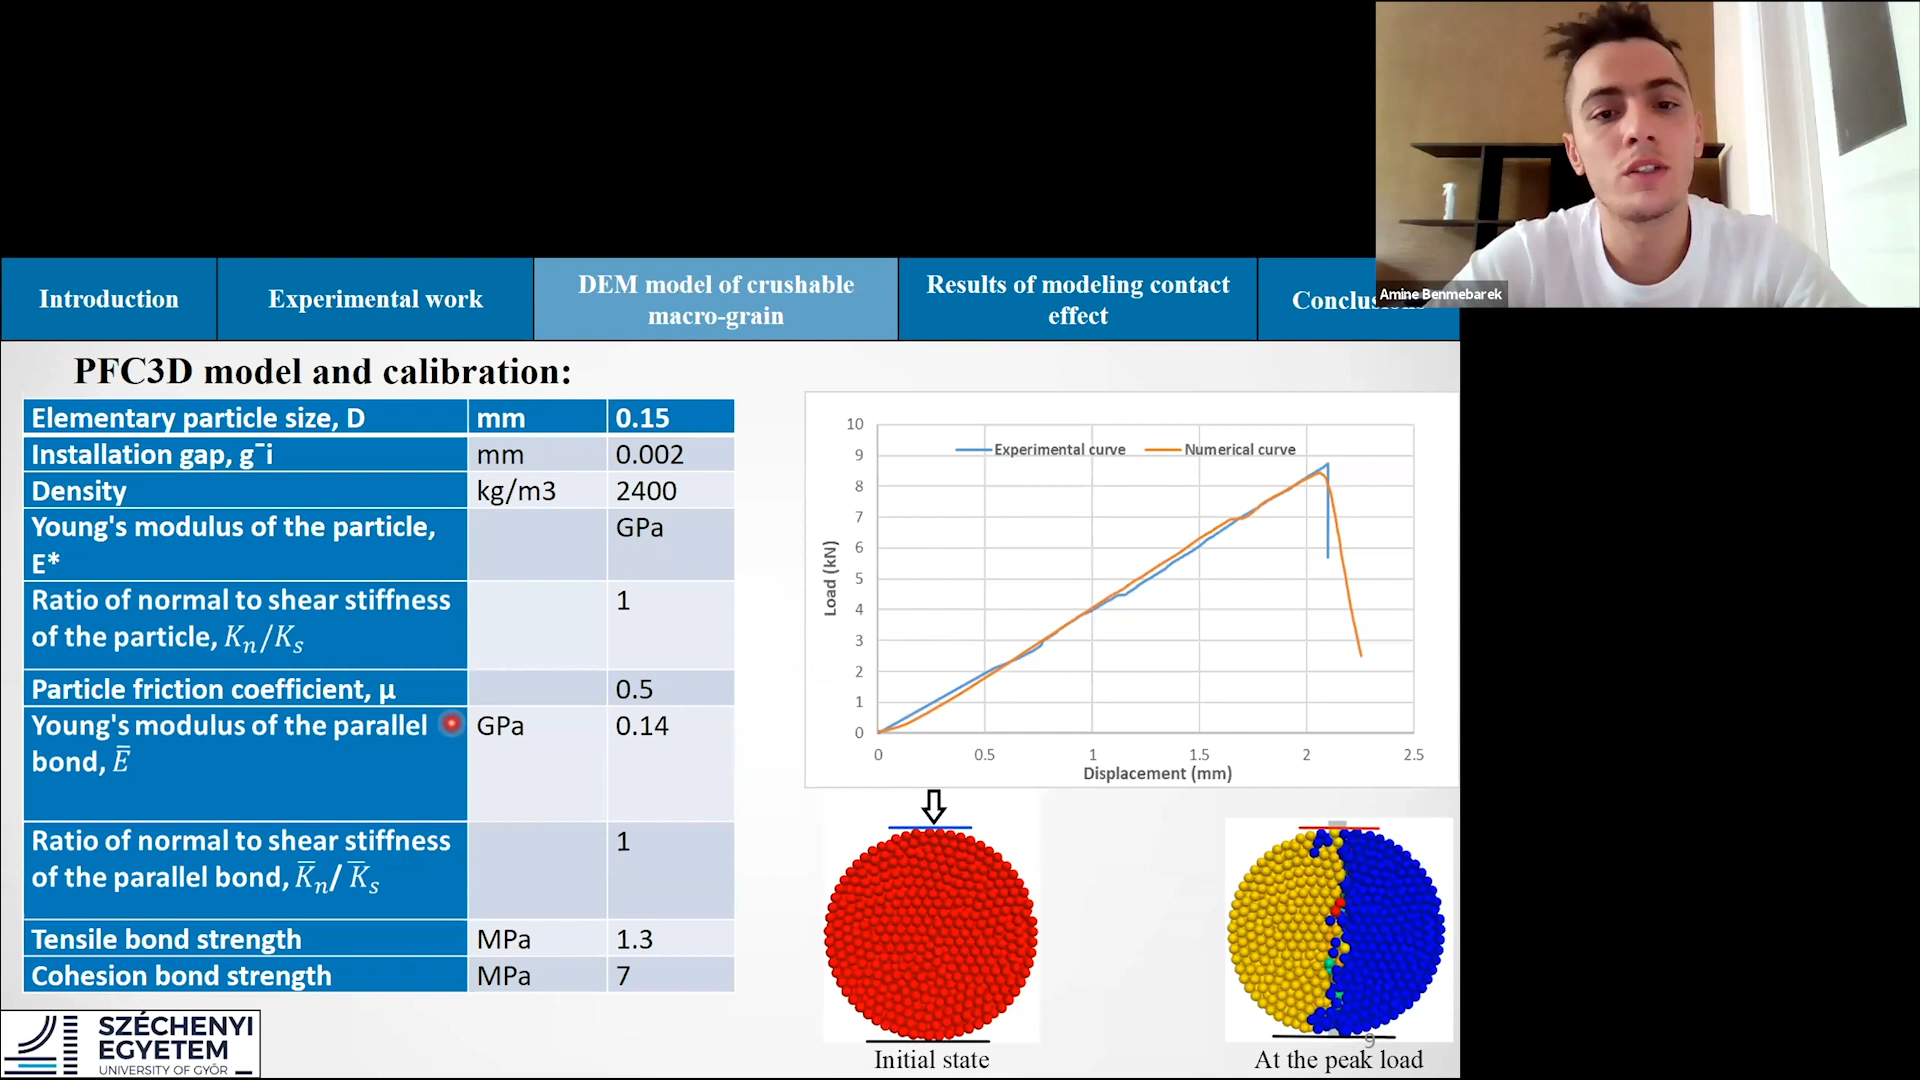 Amine Benmebarek
Introduction
Experimental work
DEM model of crushable
macro-grain
Results of modeling contact
effect
PFC3D model and calibration:
Elementary particle size, D mm 0.15
Installation gap, g¯i mm 0.002
Density kg/m3 2400
Young's modulus of the particle, GPa
E*
Ratio of normal to shear stiffness 1
of the particle, Kn/Ks
Particle friction coefficient, μ 0.5
Young's modulus of the parallel GPa 0.14
bond, E̅
Ratio of normal to shear stiffness 1
of the parallel bond, K̅n/ K̅s
Tensile bond strength MPa 1.3
Cohesion bond strength MPa 7
Experimental curve Numerical curve
Load (kN)
10
9
8
7
6
5
4
3
2
1
0
0 0.5 1 1.5 2 2.5
Displacement (mm)
Initial state
At the peak load
9
SZÉCHENYI
EGYETEM
UNIVERSITY OF GYŐR